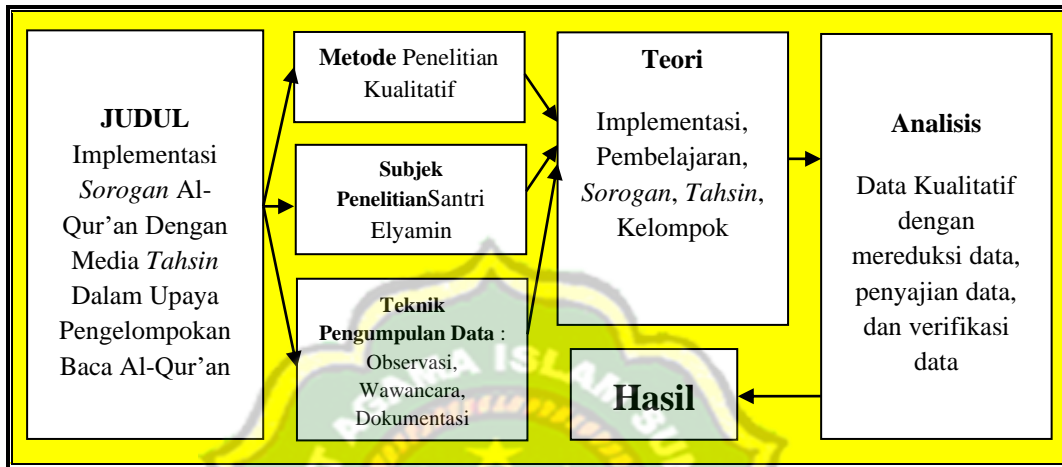 JUDUL
Implementasi
Sorogan Al-
Qur’an Dengan
Media Tahsin
Dalam Upaya
Pengelompokan
Baca Al-Qur’an
Metode Penelitian
Kualitatif
Subjek
PenelitianSantri
Elyamin
Teknik
Pengumpulan Data :
Observasi,
Wawancara,
Dokumentasi
Teori
Implementasi,
Pembelajaran,
Sorogan, Tahsin,
Kelompok
Analisis
Data Kualitatif
dengan
mereduksi data,
penyajian data,
dan verifikasi
data
Hasil
AGAMA ISLAM